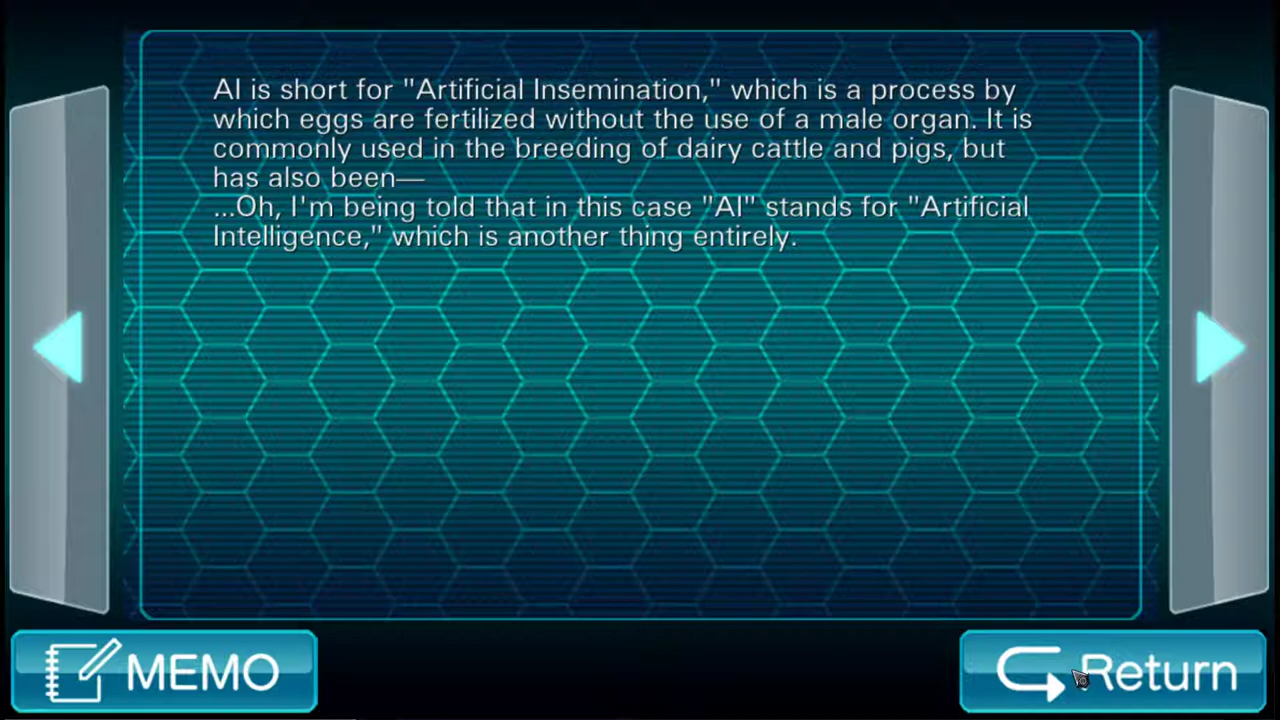 AI is short for "Artificial Insemination," which is a process by
which eggs are fertilized without the use of a male organ. It is
commonly used in the breeding of dairy cattle and pigs, but
has also been—
...Oh, I'm being told that in this case "AI" stands for "Artificial
Intelligence," which is another thing entirely.
MEMO
Return